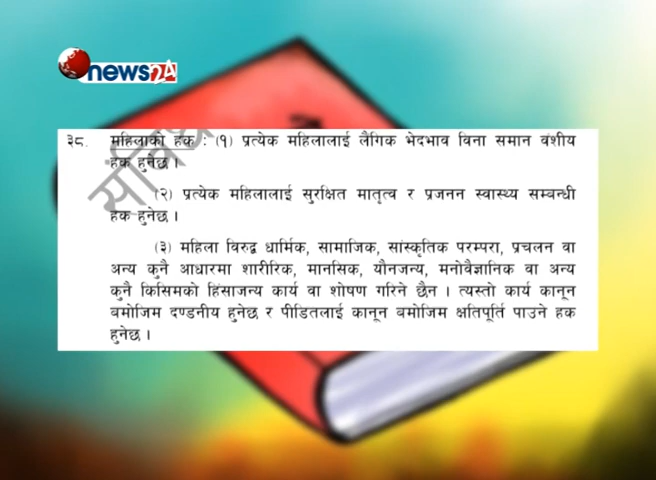 news24
३८. महिलाको हक : (१) प्रत्येक महिलालाई लैंगिक भेदभाव विना समान वंशीय
हक हुनेछ ।
(२) प्रत्येक महिलालाई सुरक्षित मातृत्व र प्रजनन स्वास्थ्य सम्बन्धी
हक हुनेछ ।
(३) महिला विरुद्ध धार्मिक, सामाजिक, सांस्कृतिक परम्परा, प्रचलन वा
अन्य कुनै आधारमा शारीरिक, मानसिक, यौनजन्य, मनोवैज्ञानिक वा अन्य
कुनै किसिमको हिंसाजन्य कार्य वा शोषण गरिने छैन । त्यस्तो कार्य कानून
बमोजिम दण्डनीय हुनेछ र पीडितलाई कानून बमोजिम क्षतिपूर्ति पाउने हक
हुनेछ ।